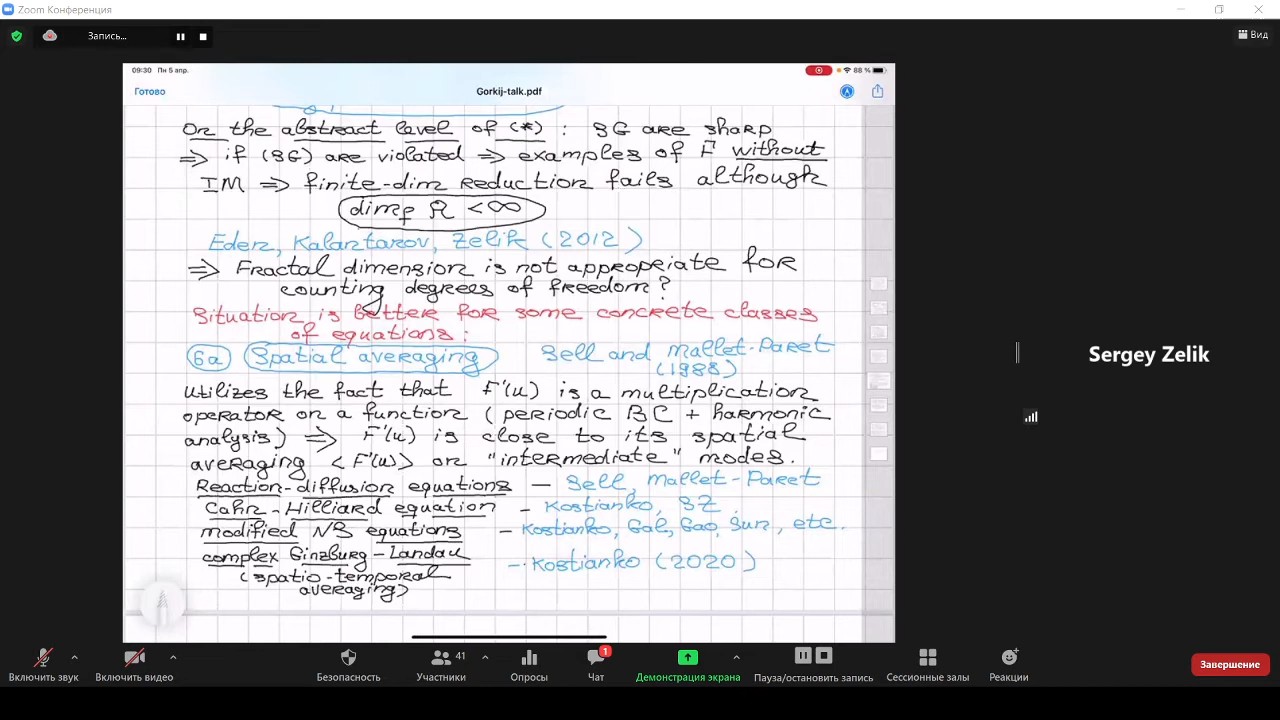 Zoom Конференция
Запись...
Вид
09:30 Пн 5 апр.
88 %
Готово
Gorkij-talk.pdf
On the abstract level of (*) : SG are sharp
⇒ if (SG) are violated ⇒ examples of F without
IM ⇒ finite-dim reduction fails although
dim_F 𝒜 < ∞
Eden, Kalantarov, Zelik (2012)
⇒ Fractal dimension is not appropriate for
counting degrees of freedom?
Situation is better for some concrete classes
of equations:
6a Spatial averaging Sell and Mallet-Paret
(1988)
utilizes the fact that F'(u) is a multiplication
operator on a function (periodic BC + harmonic
analysis) ⇒ F'(u) is close to its spatial
averaging <F'(u)> on "intermediate" modes.
Reaction-diffusion equations - Sell, Mallet-Paret
Cahn-Hilliard equation - Kostianko, SZ
modified NS equations - Kostianko, Gal, Gao, Sun, etc.
complex Ginzburg-Landau - Kostianko (2020)
(spatio-temporal
averaging)
Sergey Zelik
Включить звук
Включить видео
Безопасность
41
Участники
Опросы
1
Чат
Демонстрация экрана
Пауза/остановить запись
Сессионные залы
Реакции
Завершение